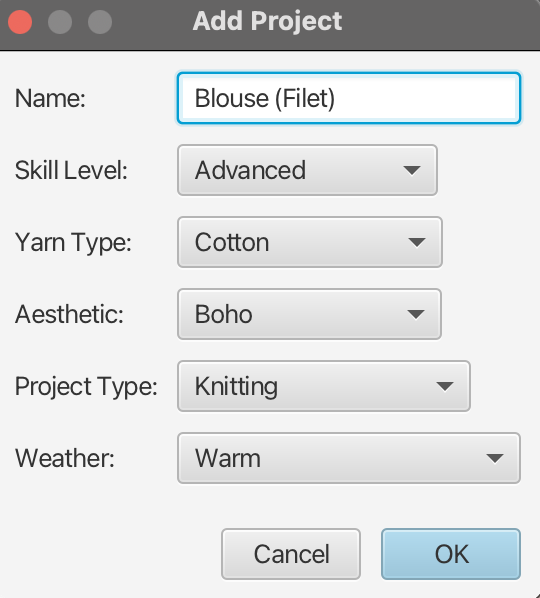 Add Project
Name: Blouse (Filet)
Skill Level: Advanced
Yarn Type: Cotton
Aesthetic: Boho
Project Type: Knitting
Weather: Warm
Cancel OK